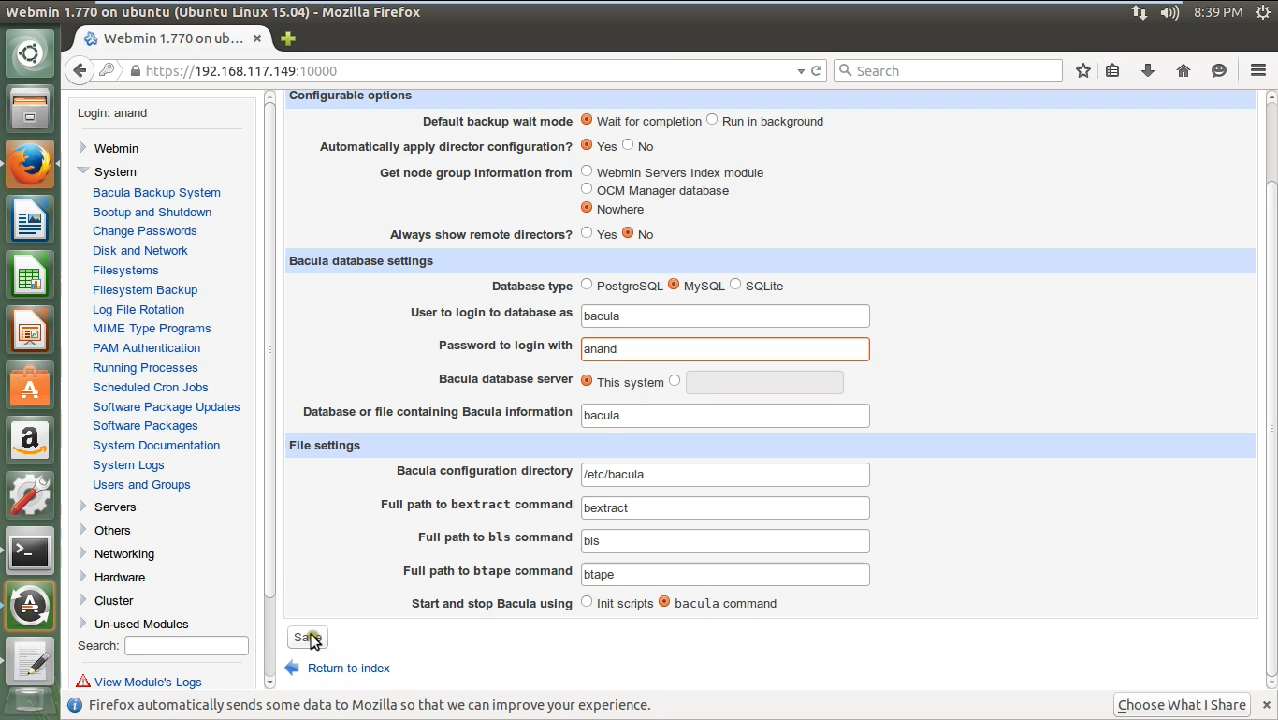 Webmin 1.770 on ubuntu (Ubuntu Linux 15.04) - Mozilla Firefox
8:39 PM
Webmin 1.770 on ub...
https://192.168.117.149:10000
Search
Login: anand
Webmin
System
Bacula Backup System
Bootup and Shutdown
Change Passwords
Disk and Network
Filesystems
Filesystem Backup
Log File Rotation
MIME Type Programs
PAM Authentication
Running Processes
Scheduled Cron Jobs
Software Package Updates
Software Packages
System Documentation
System Logs
Users and Groups
Servers
Others
Networking
Hardware
Cluster
Un-used Modules
Search:
View Module's Logs
Configurable options
Default backup wait mode Wait for completion Run in background
Automatically apply director configuration? Yes No
Get node group information from Webmin Servers Index module
OCM Manager database
Nowhere
Always show remote directors? Yes No
Bacula database settings
Database type PostgreSQL MySQL SQLite
User to login to database as bacula
Password to login with anand
Bacula database server This system
Database or file containing Bacula information bacula
File settings
Bacula configuration directory /etc/bacula
Full path to bextract command bextract
Full path to bls command bls
Full path to btape command btape
Start and stop Bacula using Init scripts bacula command
Save
Return to index
Firefox automatically sends some data to Mozilla so that we can improve your experience.
Choose What I Share